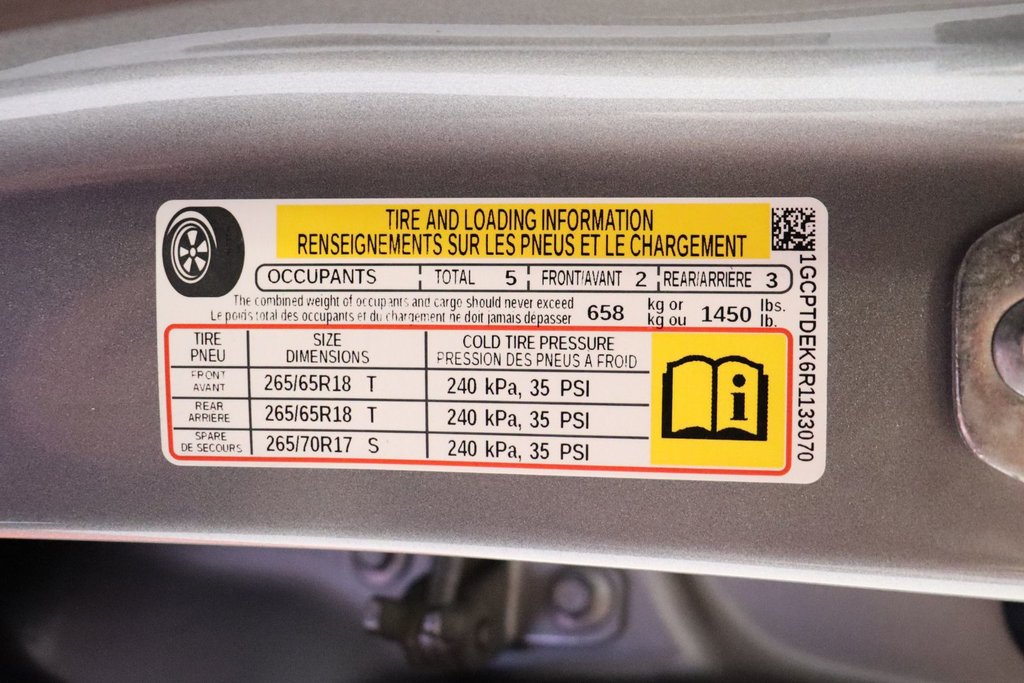 TIRE AND LOADING INFORMATION
RENSEIGNEMENTS SUR LES PNEUS ET LE CHARGEMENT
OCCUPANTS TOTAL 5 FRONT/AVANT 2 REAR/ARRIÈRE 3
The combined weight of occupants and cargo should never exceed 658 kg or 1450 lbs.
Le poids total des occupants et du chargement ne doit jamais dépasser kg ou lb.
TIRE PNEU SIZE DIMENSIONS COLD TIRE PRESSURE PRESSION DES PNEUS A FROID
FRONT AVANT 265/65R18 T 240 kPa, 35 PSI
REAR ARRIERE 265/65R18 T 240 kPa, 35 PSI
SPARE DE SECOURS 265/70R17 S 240 kPa, 35 PSI
i
1GCPTDEK6R1133070